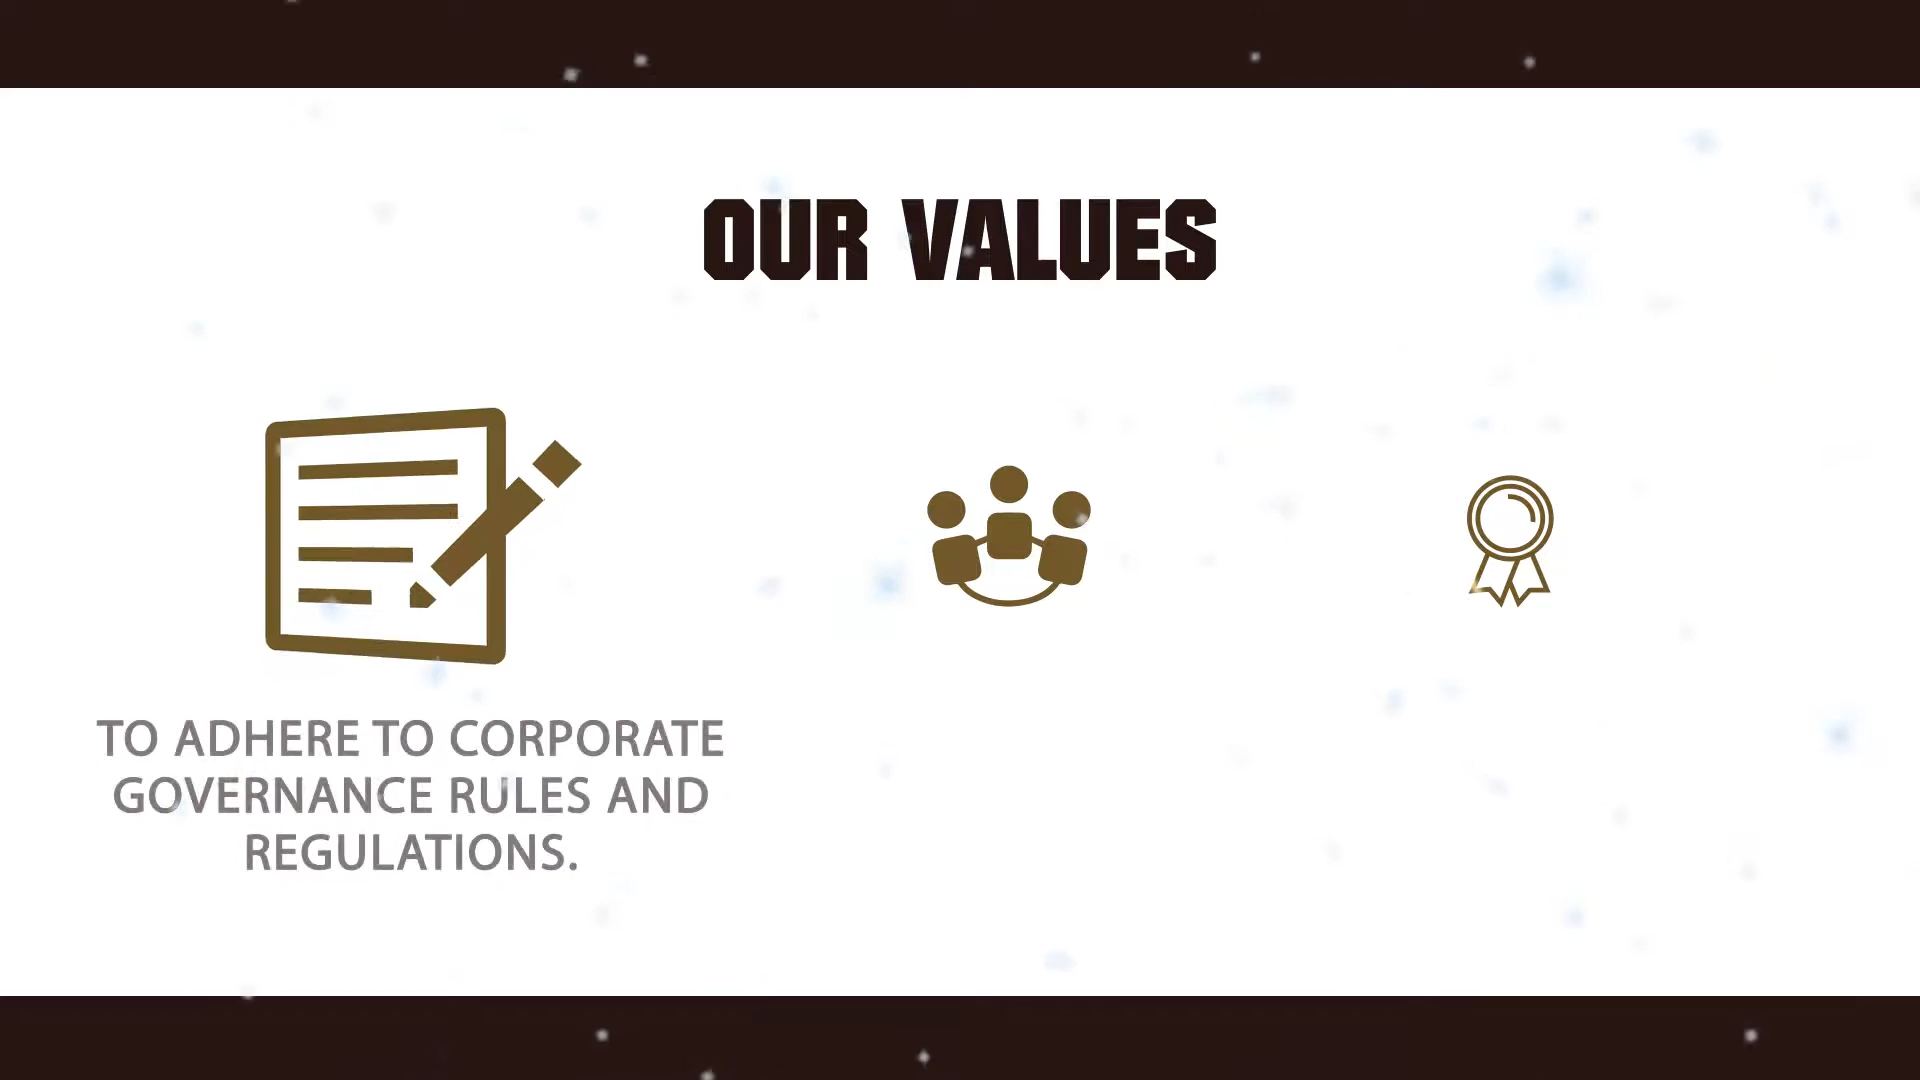 OUR VALUES
TO ADHERE TO CORPORATE
GOVERNANCE RULES AND
REGULATIONS.